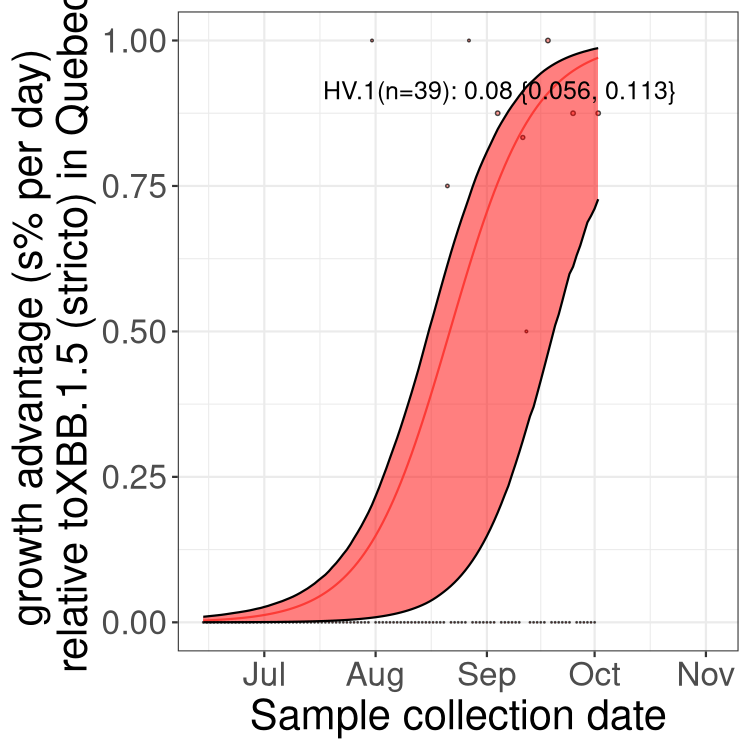 growth advantage (s% per day)
relative toXBB.1.5 (stricto) in Quebec
1.00
HV.1(n=39): 0.08 {0.056, 0.113}
0.75
0.50
0.25
0.00
Jul Aug Sep Oct Nov
Sample collection date